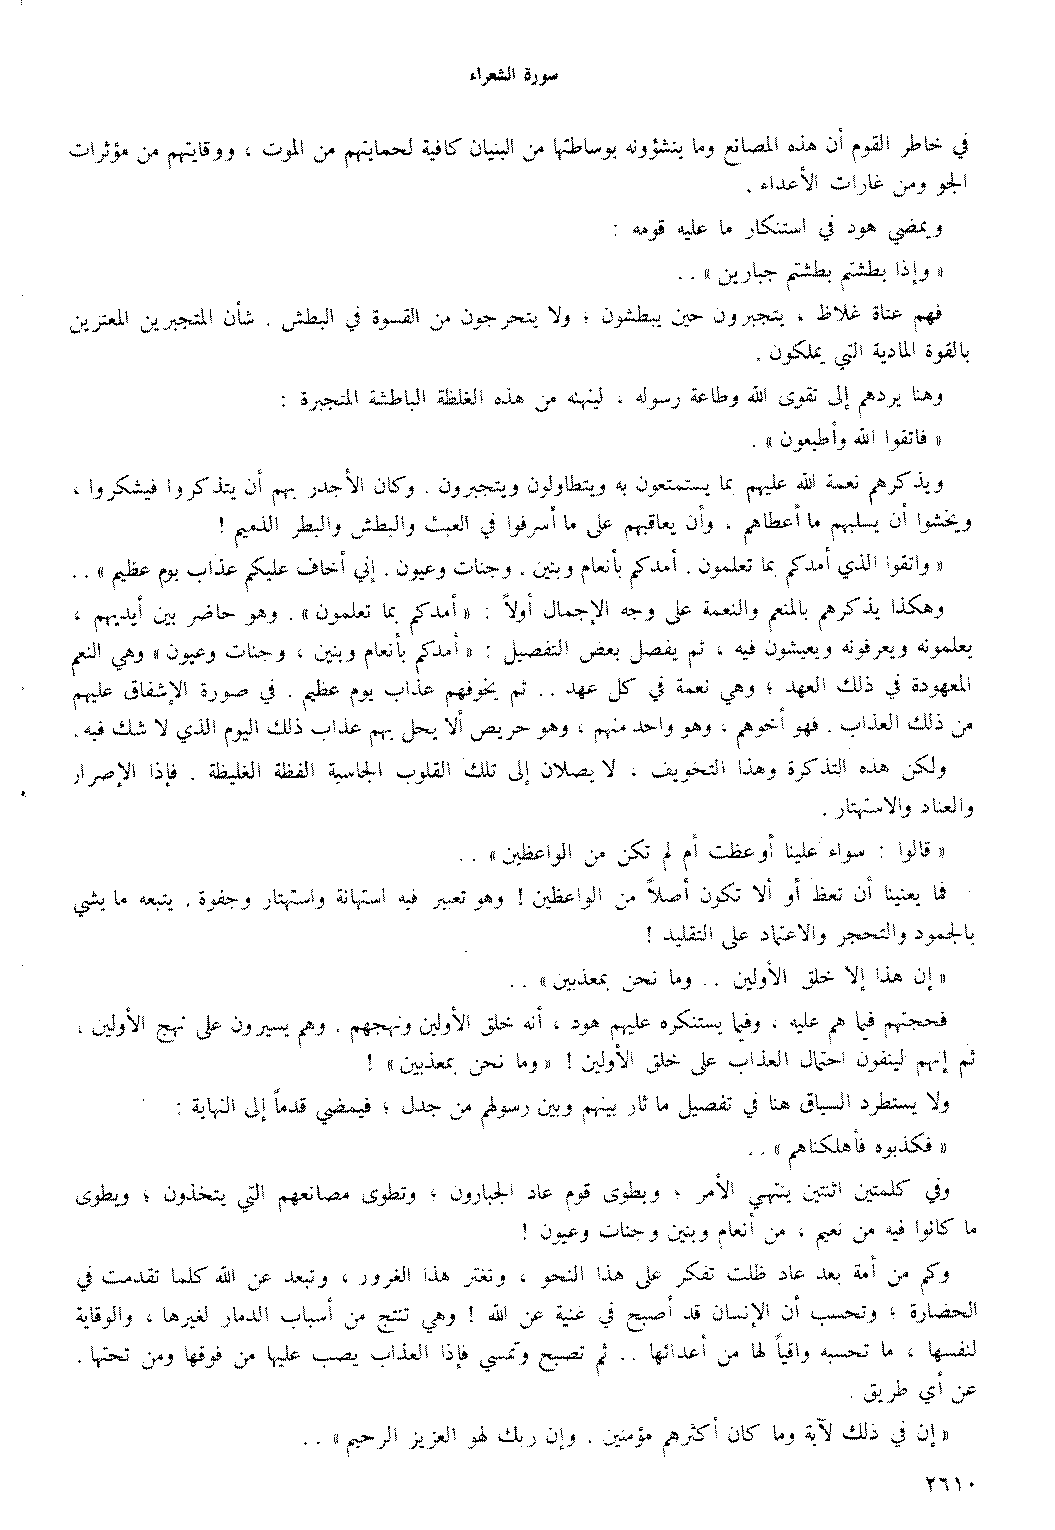 سورة الشعراء
في خاطر القوم أن هذه المصانع وما ينشؤونه بوساطتها من البنيان كافية لحمايتهم من الموت ، ووقايتهم من مؤثرات
الجو ومن غارات الأعداء .
ويمضي هود في استنكار ما عليه قومه :
« وإذا بطشتم بطشتم جبارين » . .
فهم عتاة غلاظ ، يتجبرون حين يبطشون ؛ ولا يتحرجون من القسوة في البطش . شأن المتجبرين المعتزين
بالقوة المادية التي يملكون .
وهنا يردهم إلى تقوى الله وطاعة رسوله ، لينهنه من هذه الغلظة الباطشة المتجبرة :
« فاتقوا الله وأطيعون » .
ويذكرهم نعمة الله عليهم بما يستمتعون به ويتطاولون ويتجبرون . وكان الأجدر بهم أن يتذكروا فيشكروا ،
ويخشوا أن يسلبهم ما أعطاهم . وأن يعاقبهم على ما أسرفوا في العبث والبطش والبطر الذميم !
« واتقوا الذي أمدكم بما تعلمون . أمدكم بأنعام وبنين . وجنات وعيون . إني أخاف عليكم عذاب يوم عظيم » . .
وهكذا يذكرهم بالمنعم والنعمة على وجه الإجمال أولاً : « أمدكم بما تعلمون » . وهو حاضر بين أيديهم ،
يعلمونه ويعرفونه ويعيشون فيه ، ثم يفصل بعض التفصيل : « أمدكم بأنعام وبنين ، وجنات وعيون » وهي النعم
المعهودة في ذلك العهد ؛ وهي نعمة في كل عهد . . ثم يخوفهم عذاب يوم عظيم . في صورة الإشفاق عليهم
من ذلك العذاب . فهو أخوهم ، وهو واحد منهم ، وهو حريص ألا يحل بهم عذاب ذلك اليوم الذي لا شك فيه .
ولكن هذه التذكرة وهذا التخويف ، لا يصلان إلى تلك القلوب الجاسية الفظة الغليظة . فإذا الإصرار
والعناد والاستهتار .
« قالوا : سواء علينا أوعظت أم لم تكن من الواعظين » . .
فما يعنينا أن تعظ أو ألا تكون أصلاً من الواعظين ! وهو تعبير فيه استهانة واستهتار وجفوة . يتبعه ما يشي
بالجمود والتحجر والاعتماد على التقليد !
« إن هذا إلا خلق الأولين . . وما نحن بمعذبين » . .
فحجتهم فيما هم عليه ، وفيما يستنكره عليهم هود ، أنه خلق الأولين ونهجهم . وهم يسيرون على نهج الأولين ،
ثم إنهم لينفون احتمال العذاب على خلق الأولين ! « وما نحن بمعذبين » !
ولا يستطرد السياق هنا في تفصيل ما ثار بينهم وبين رسولهم من جدل ؛ فيمضي قدماً إلى النهاية :
« فكذبوه فأهلكناهم » . .
وفي كلمتين اثنتين ينتهي الأمر ؛ ويطوى قوم عاد الجبارون ؛ وتطوى مصانعهم التي يتخذون ؛ ويطوى
ما كانوا فيه من نعيم ، من أنعام وبنين وجنات وعيون !
وكم من أمة بعد عاد ظلت تفكر على هذا النحو ، وتغتر هذا الغرور ، وتبعد عن الله كلما تقدمت في
الحضارة ؛ وتحسب أن الإنسان قد أصبح في غنية عن الله ! وهي تنتج من أسباب الدمار لغيرها ، والوقاية
لنفسها ، ما تحسبه واقياً لها من أعدائها . . ثم تصبح وتمسي فإذا العذاب يصب عليها من فوقها ومن تحتها .
عن أي طريق .
« إن في ذلك لآية وما كان أكثرهم مؤمنين . وإن ربك لهو العزيز الرحيم » . .
٢٦١٠